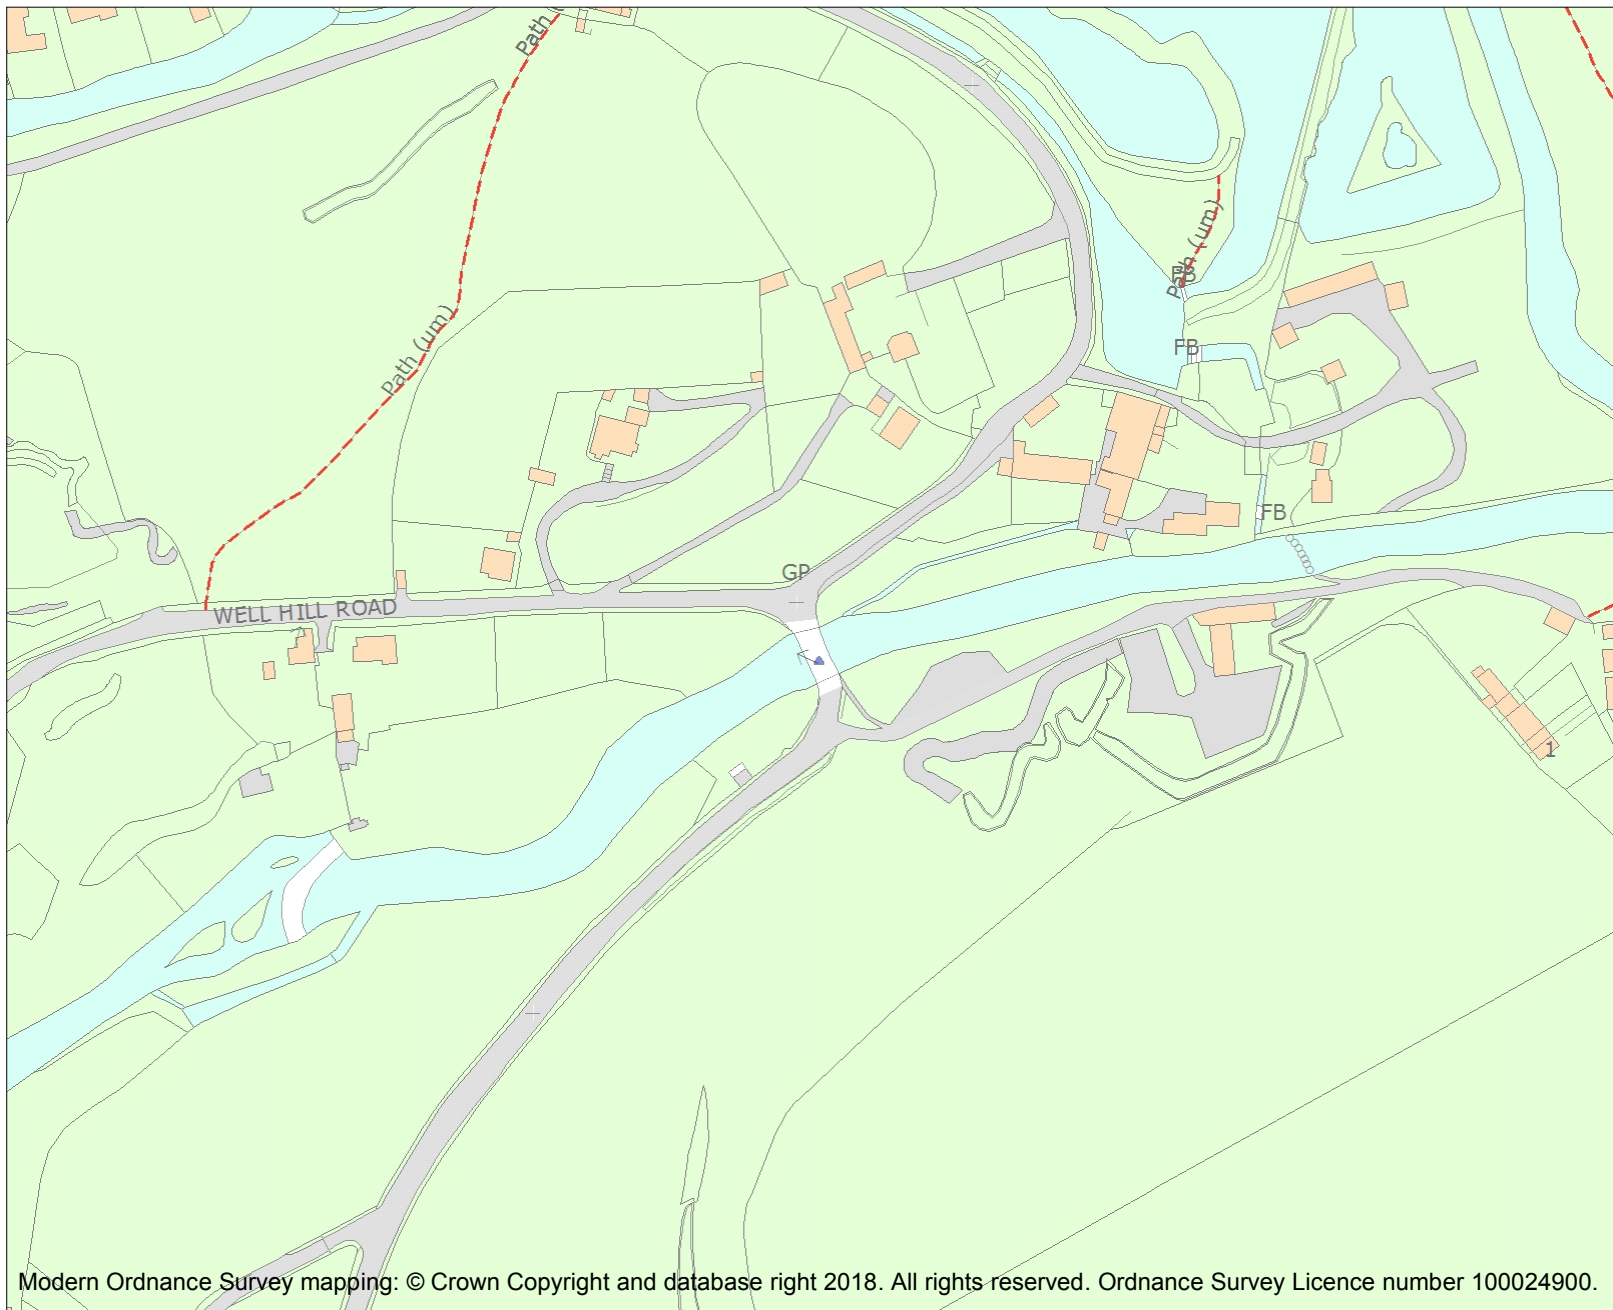 Path (
Path (um)
Path (um)
FB
FB
FB
GP
WELL HILL ROAD
1
Modern Ordnance Survey mapping: © Crown Copyright and database right 2018. All rights reserved. Ordnance Survey Licence number 100024900.